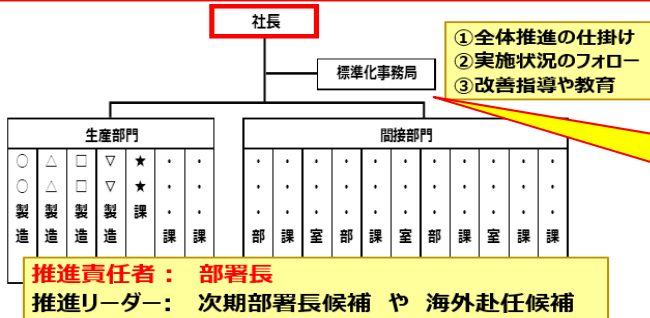 社長
標準化事務局
①全体推進の仕掛け
②実施状況のフォロー
③改善指導や教育
生産部門
間接部門
○○製造
△△製造
□□製造
▽▽製造
★★課
・・・課
・・・課
・・・部
・・・課
・・・室
・・・部
・・・課
・・・室
・・・部
・・・課
・・・室
・・・課
・・・課
推進責任者： 部署長
推進リーダー： 次期部署長候補 や 海外赴任候補